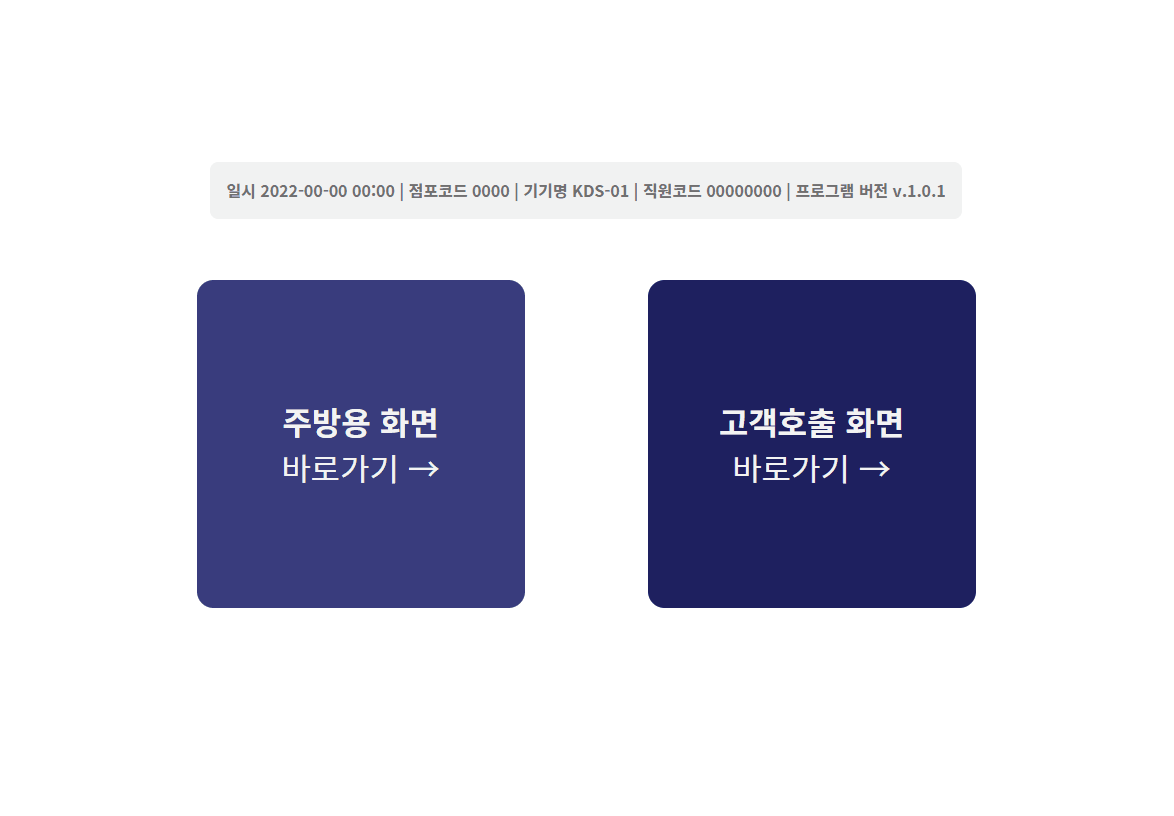 일시 2022-00-00 00:00 | 점포코드 0000 | 기기명 KDS-01 | 직원코드 00000000 | 프로그램 버전 v.1.0.1
주방용 화면
바로가기 →
고객호출 화면
바로가기 →